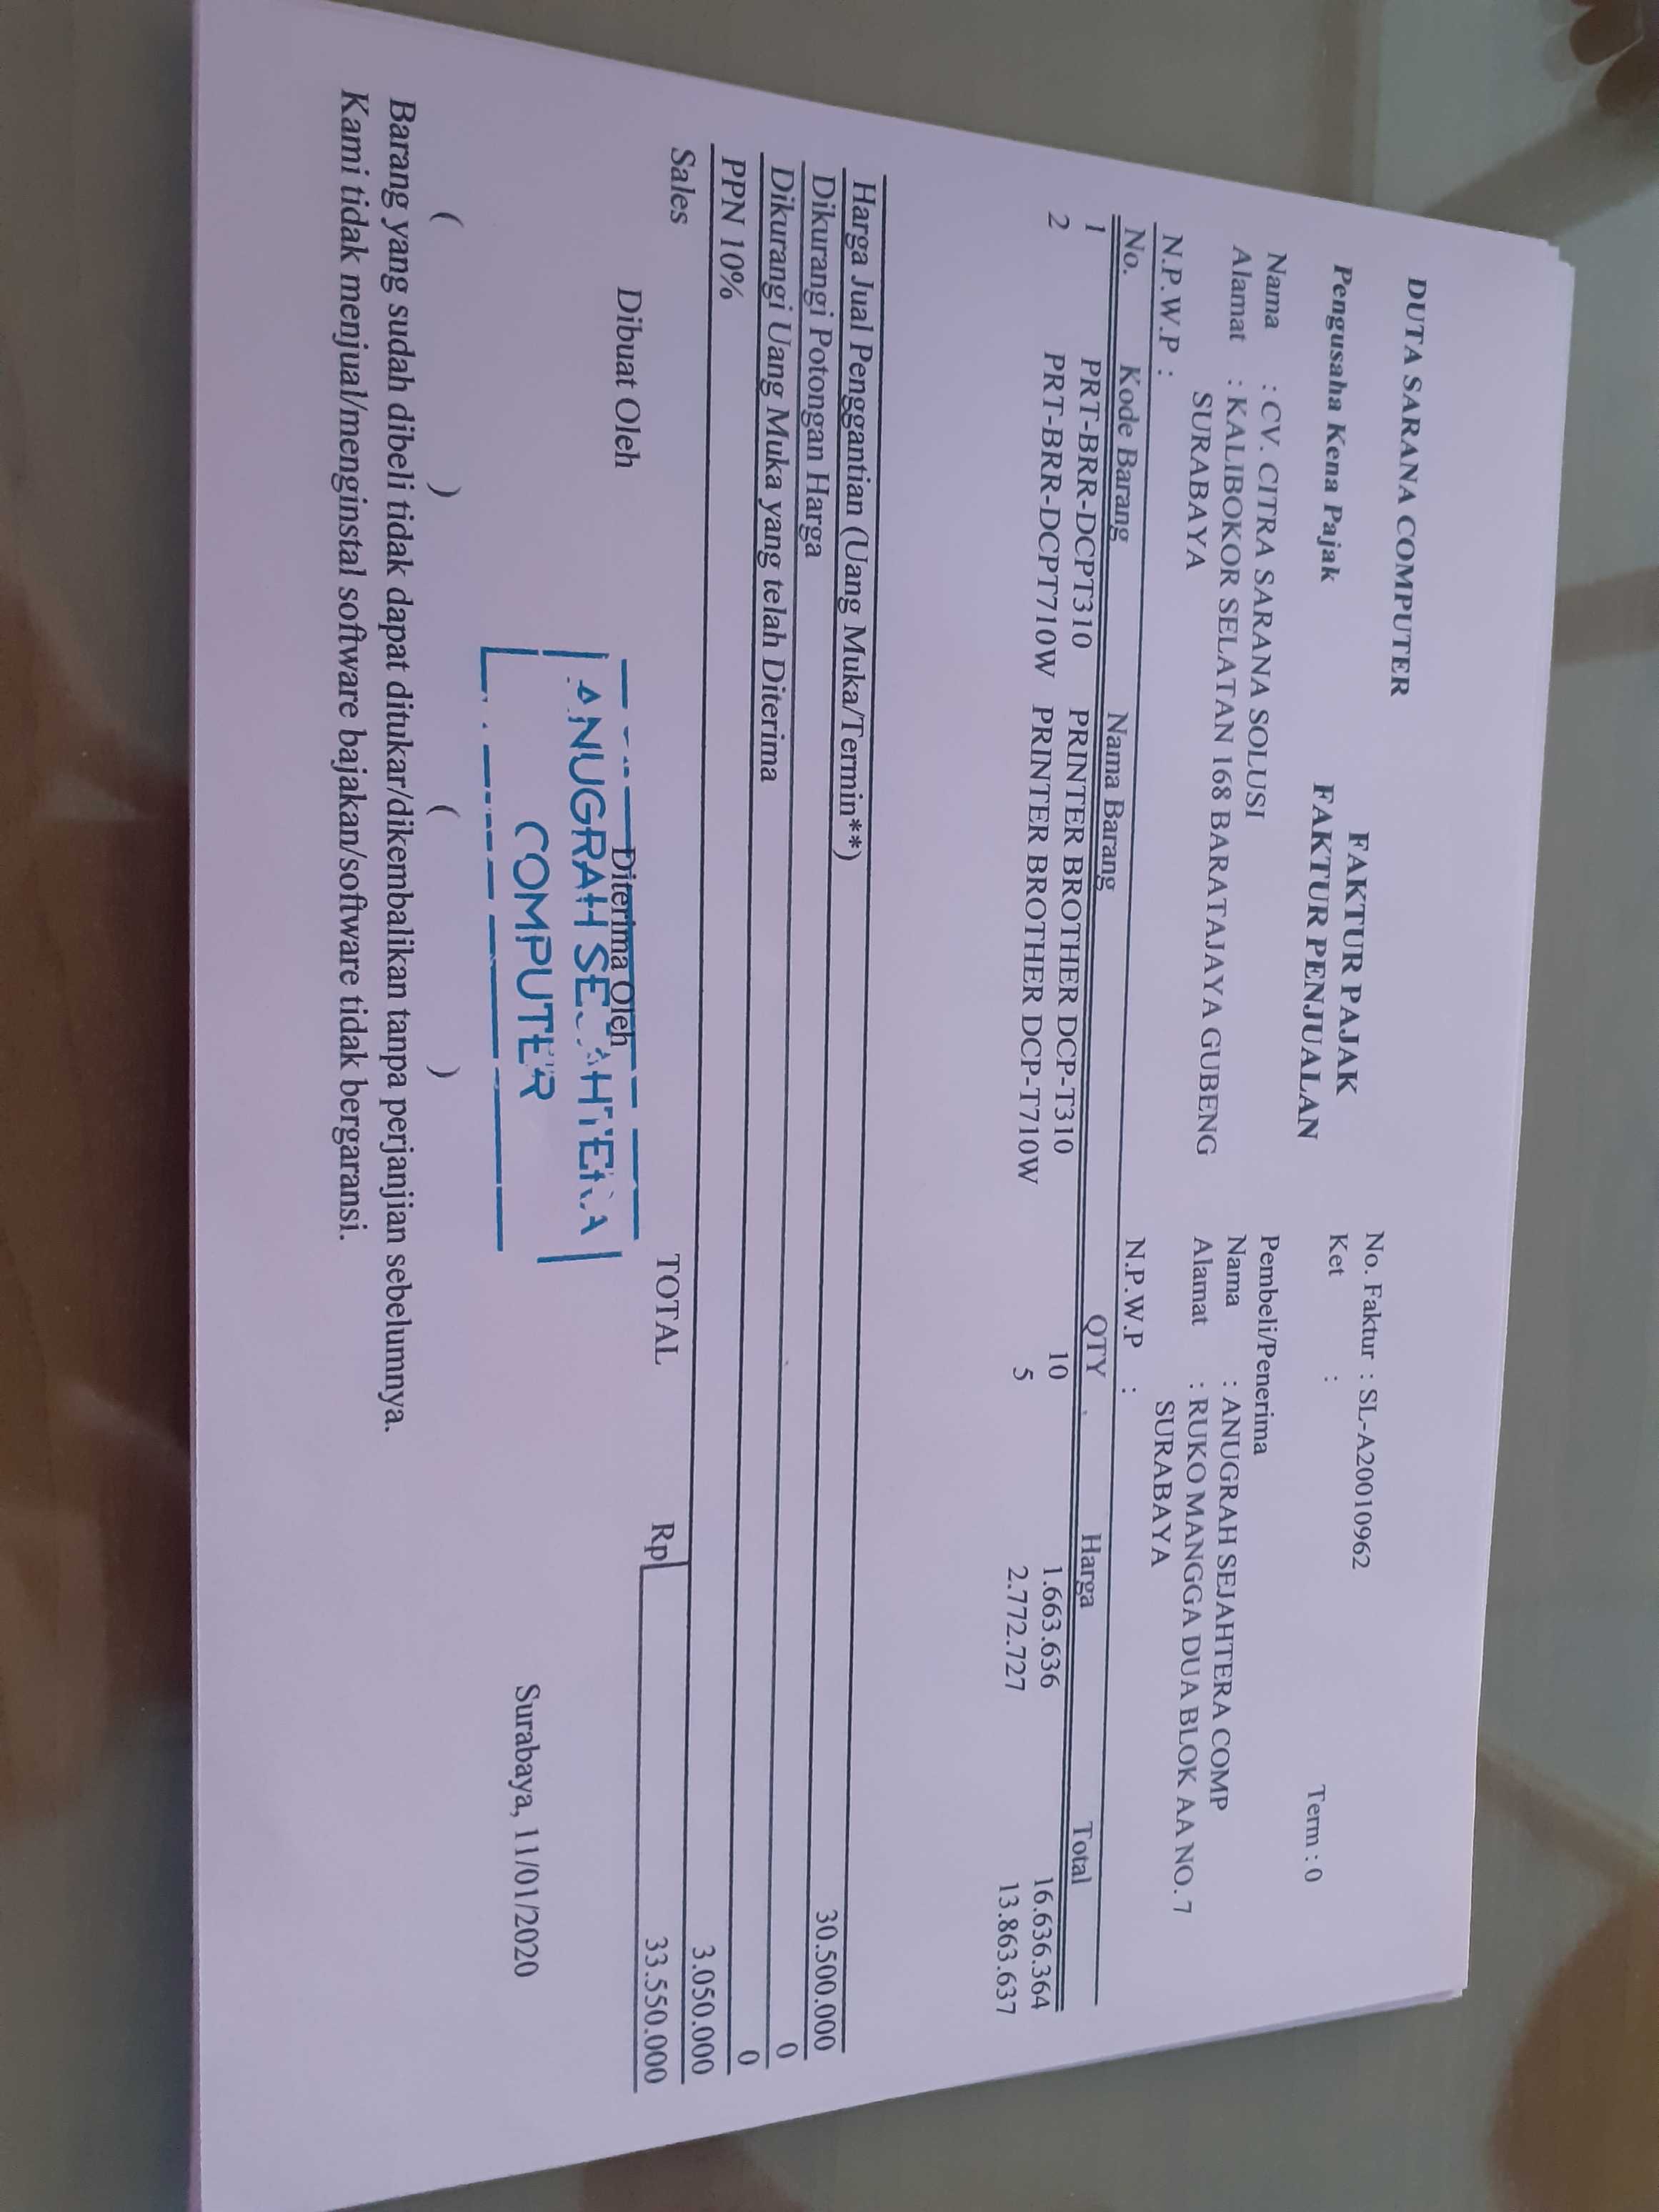 DUTA SARANA COMPUTER
FAKTUR PAJAK
FAKTUR PENJUALAN
No. Faktur : SL-A20010962
Ket :
Term : 0
Pengusaha Kena Pajak
Nama : CV. CITRA SARANA SOLUSI
Alamat : KALIBOKOR SELATAN 168 BARATAJAYA GUBENG
SURABAYA
N.P.W.P :
Pembeli/Penerima
Nama : ANUGRAH SEJAHTERA COMP
Alamat : RUKO MANGGA DUA BLOK AA NO. 7
SURABAYA
N.P.W.P :
No. Kode Barang Nama Barang QTY Harga Total
1 PRT-BRR-DCPT310 PRINTER BROTHER DCP-T310 10 1.663.636 16.636.364
2 PRT-BRR-DCPT710W PRINTER BROTHER DCP-T710W 5 2.772.727 13.863.637
Harga Jual Penggantian (Uang Muka/Termin**) 30.500.000
Dikurangi Potongan Harga 0
Dikurangi Uang Muka yang telah Diterima 0
PPN 10% 3.050.000
Sales TOTAL Rp 33.550.000
Dibuat Oleh Diterima Oleh
ANUGRAH SEJAHTERA
COMPUTER
Surabaya, 11/01/2020
( ) ( )
Barang yang sudah dibeli tidak dapat ditukar/dikembalikan tanpa perjanjian sebelumnya.
Kami tidak menjual/menginstal software bajakan/software tidak bergaransi.